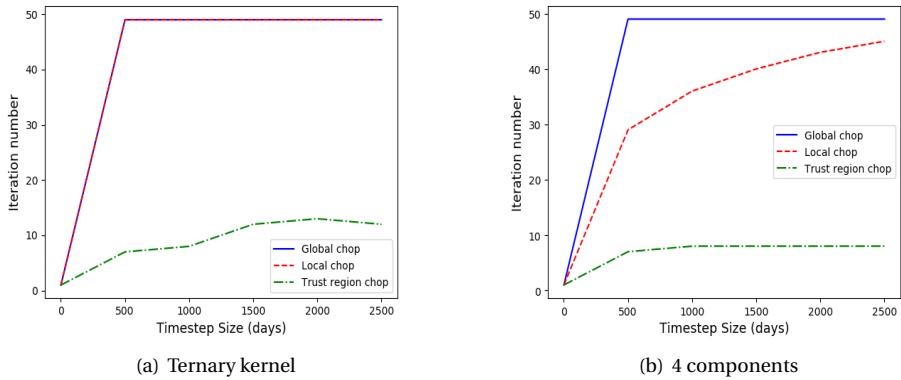 50
40
30
20
10
0
Iteration number
Global chop
Local chop
Trust region chop
0 500 1000 1500 2000 2500
Timestep Size (days)
(a) Ternary kernel
50
40
30
20
10
0
Iteration number
Global chop
Local chop
Trust region chop
0 500 1000 1500 2000 2500
Timestep Size (days)
(b) 4 components